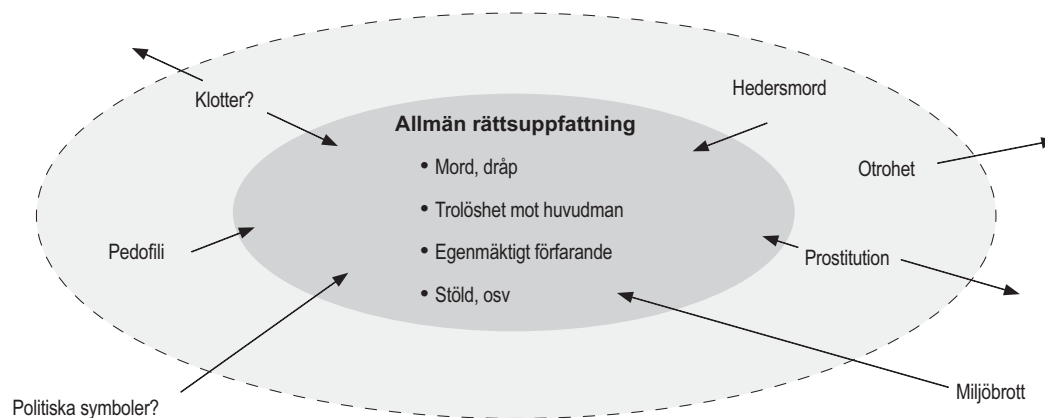 Klotter?
Hedersmord
Allmän rättsuppfattning
• Mord, dråp
Otrohet
• Trolöshet mot huvudman
Pedofili
• Egenmäktigt förfarande
Prostitution
• Stöld, osv
Politiska symboler?
Miljöbrott